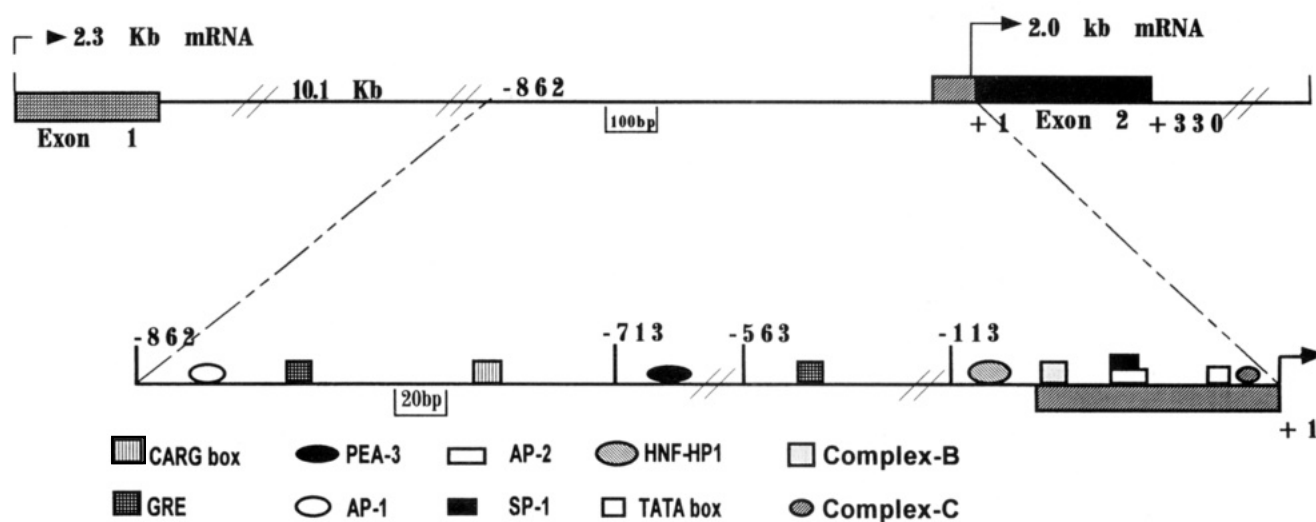 2.3 Kb mRNA
2.0 kb mRNA
10.1 Kb
-862
100bp
Exon 1
+1
Exon 2
+330
-862
-713
-563
-113
20bp
+1
CARG box
PEA-3
AP-2
HNF-HP1
Complex-B
GRE
AP-1
SP-1
TATA box
Complex-C